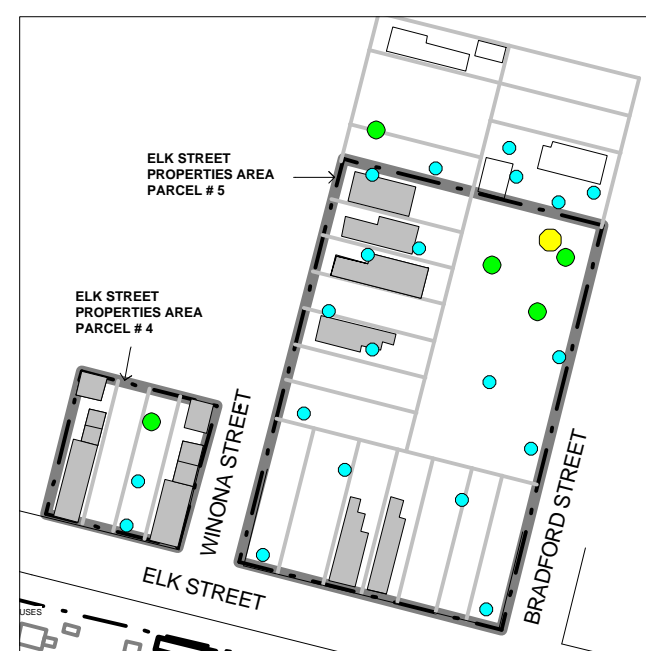 ELK STREET
PROPERTIES AREA
PARCEL # 5
ELK STREET
PROPERTIES AREA
PARCEL # 4
WINONA STREET
BRADFORD STREET
ELK STREET
USES